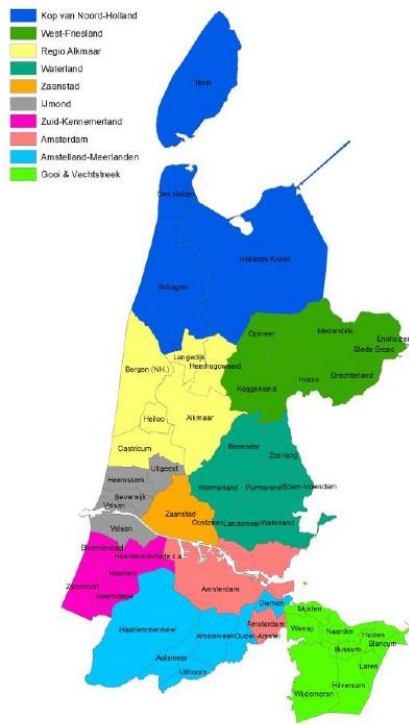 Kop van Noord-Holland
West-Friesland
Regio Alkmaar
Waterland
Zaanstad
IJmond
Zuid-Kennemerland
Amsterdam
Amstelland-Meerlanden
Gooi & Vechtstreek
Texel
Den Helder
Hollands Kroon
Schagen
Opmeer
Medemblik
Enkhuizen
Stede Broec
Langedijk
Heerhugowaard
Bergen (NH.)
Drechterland
Hoorn
Koggenland
Heiloo
Alkmaar
Castricum
Beemster
Zeevang
Uitgeest
Heemskerk
Wormerland
Purmerend
Edam-Volendam
Beverwijk
Velsen
Zaanstad
Oostzaan
Landsmeer
Waterland
Velsen
Bloemendaal
Haarlemmerliede c.a.
Haarlem
Zandvoort
Heemstede
Amsterdam
Diemen
Haarlemmermeer
Amsterdam
Amstelveen
Ouder-Amstel
Aalsmeer
Uithoorn
Muiden
Weesp
Naarden
Huizen
Blaricum
Bussum
Laren
Hilversum
Wijdemeren